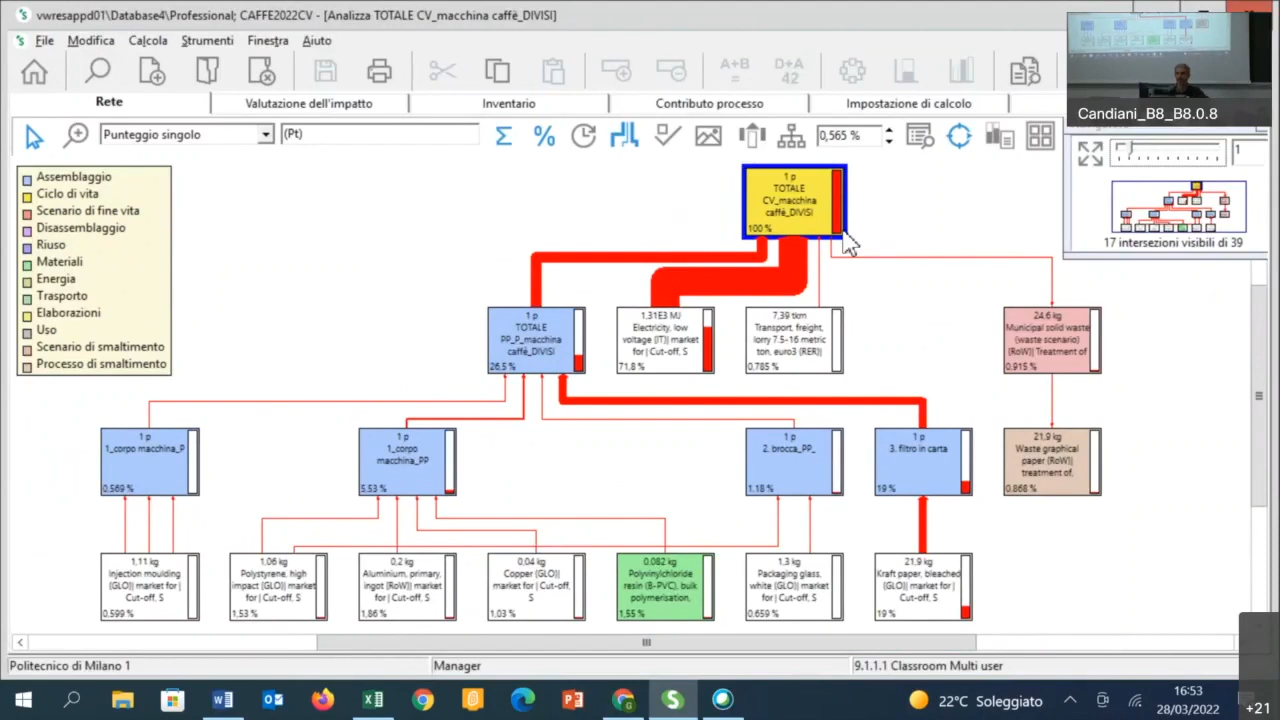 vwresappd01\Database4\Professional; CAFFE2022CV - [Analizza TOTALE CV_macchina caffè_DIVISI]
File Modifica Calcola Strumenti Finestra Aiuto
A+B
=
D+A
42
Candiani_B8_B8.0.8
Rete Valutazione dell'impatto Inventario Contributo processo Impostazione di calcolo
Punteggio singolo (Pt) Σ % 0,565 % 1
17 intersezioni visibili di 39
Assemblaggio
Ciclo di vita
Scenario di fine vita
Disassemblaggio
Riuso
Materiali
Energia
Trasporto
Elaborazioni
Uso
Scenario di smaltimento
Processo di smaltimento
1 p
TOTALE
CV_macchina
caffè_DIVISI
100 %
1 p
TOTALE
PP_P_macchina
caffè_DIVISI
26,5 %
1,31E3 MJ
Electricity, low
voltage {IT}| market
for | Cut-off, S
71,8 %
7,39 tkm
Transport, freight,
lorry 7.5-16 metric
ton, euro3 {RER}|
0,785 %
24,6 kg
Municipal solid waste
(waste scenario)
{RoW}| Treatment of
0,915 %
1 p
1_corpo macchina_P
0,569 %
1 p
1_corpo
macchina_PP
5,53 %
1 p
2. brocca_PP_
1,18 %
1 p
3. filtro in carta
19 %
21,9 kg
Waste graphical
paper {RoW}|
treatment of,
0,868 %
1,11 kg
Injection moulding
{GLO}| market for |
Cut-off, S
0,599 %
1,06 kg
Polystyrene, high
impact {GLO}| market
for | Cut-off, S
1,53 %
0,2 kg
Aluminium, primary,
ingot {RoW}| market
for | Cut-off, S
1,86 %
0,04 kg
Copper {GLO}|
market for | Cut-off,
S
1,03 %
0,082 kg
Polyvinylchloride
resin (B-PVC), bulk
polymerisation,
1,55 %
1,3 kg
Packaging glass,
white {GLO}| market
for | Cut-off, S
0,659 %
21,9 kg
Kraft paper, bleached
{GLO}| market for |
Cut-off, S
19 %
Politecnico di Milano 1 Manager 9.1.1.1 Classroom Multi user
22°C Soleggiato
16:53
28/03/2022
+21